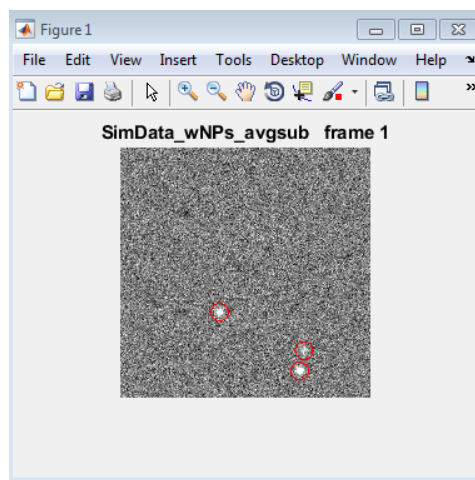 Figure 1
File Edit View Insert Tools Desktop Window Help
SimData_wNPs_avgsub frame 1